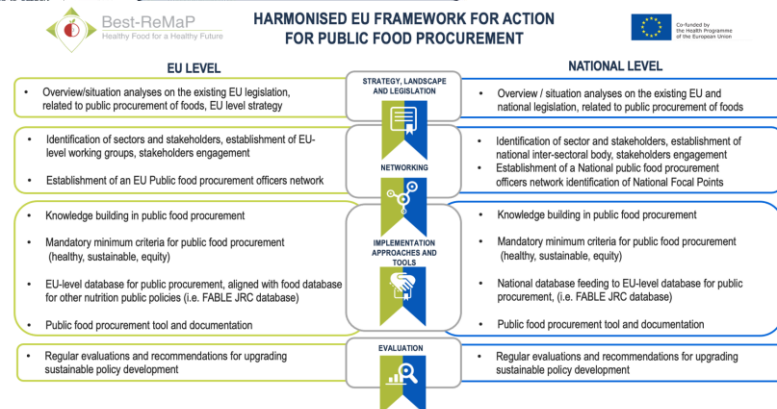 Best-ReMaP
Healthy Food for a Healthy Future
HARMONISED EU FRAMEWORK FOR ACTION
FOR PUBLIC FOOD PROCUREMENT
Co-funded by
the Health Programme
of the European Union
EU LEVEL
• Overview/situation analyses on the existing EU legislation,
related to public procurement of foods, EU level strategy
• Identification of sectors and stakeholders, establishment of EU-
level working groups, stakeholders engagement
• Establishment of an EU Public food procurement officers network
• Knowledge building in public food procurement
• Mandatory minimum criteria for public food procurement
(healthy, sustainable, equity)
• EU-level database for public procurement, aligned with food database
for other nutrition public policies (i.e. FABLE JRC database)
• Public food procurement tool and documentation
• Regular evaluations and recommendations for upgrading
sustainable policy development
STRATEGY, LANDSCAPE
AND LEGISLATION
NETWORKING
IMPLEMENTATION
APPROACHES AND
TOOLS
EVALUATION
NATIONAL LEVEL
• Overview / situation analyses on the existing EU and
national legislation, related to public procurement of foods
• Identification of sector and stakeholders, establishment of
national inter-sectoral body, stakeholders engagement
• Establishment of a National public food procurement
officers network identification of National Focal Points
• Knowledge building in public food procurement
• Mandatory minimum criteria for public food procurement
(healthy, sustainable, equity)
• National database feeding to EU-level database for public
procurement, (i.e. FABLE JRC database)
• Public food procurement tool and documentation
• Regular evaluations and recommendations for upgrading
sustainable policy development